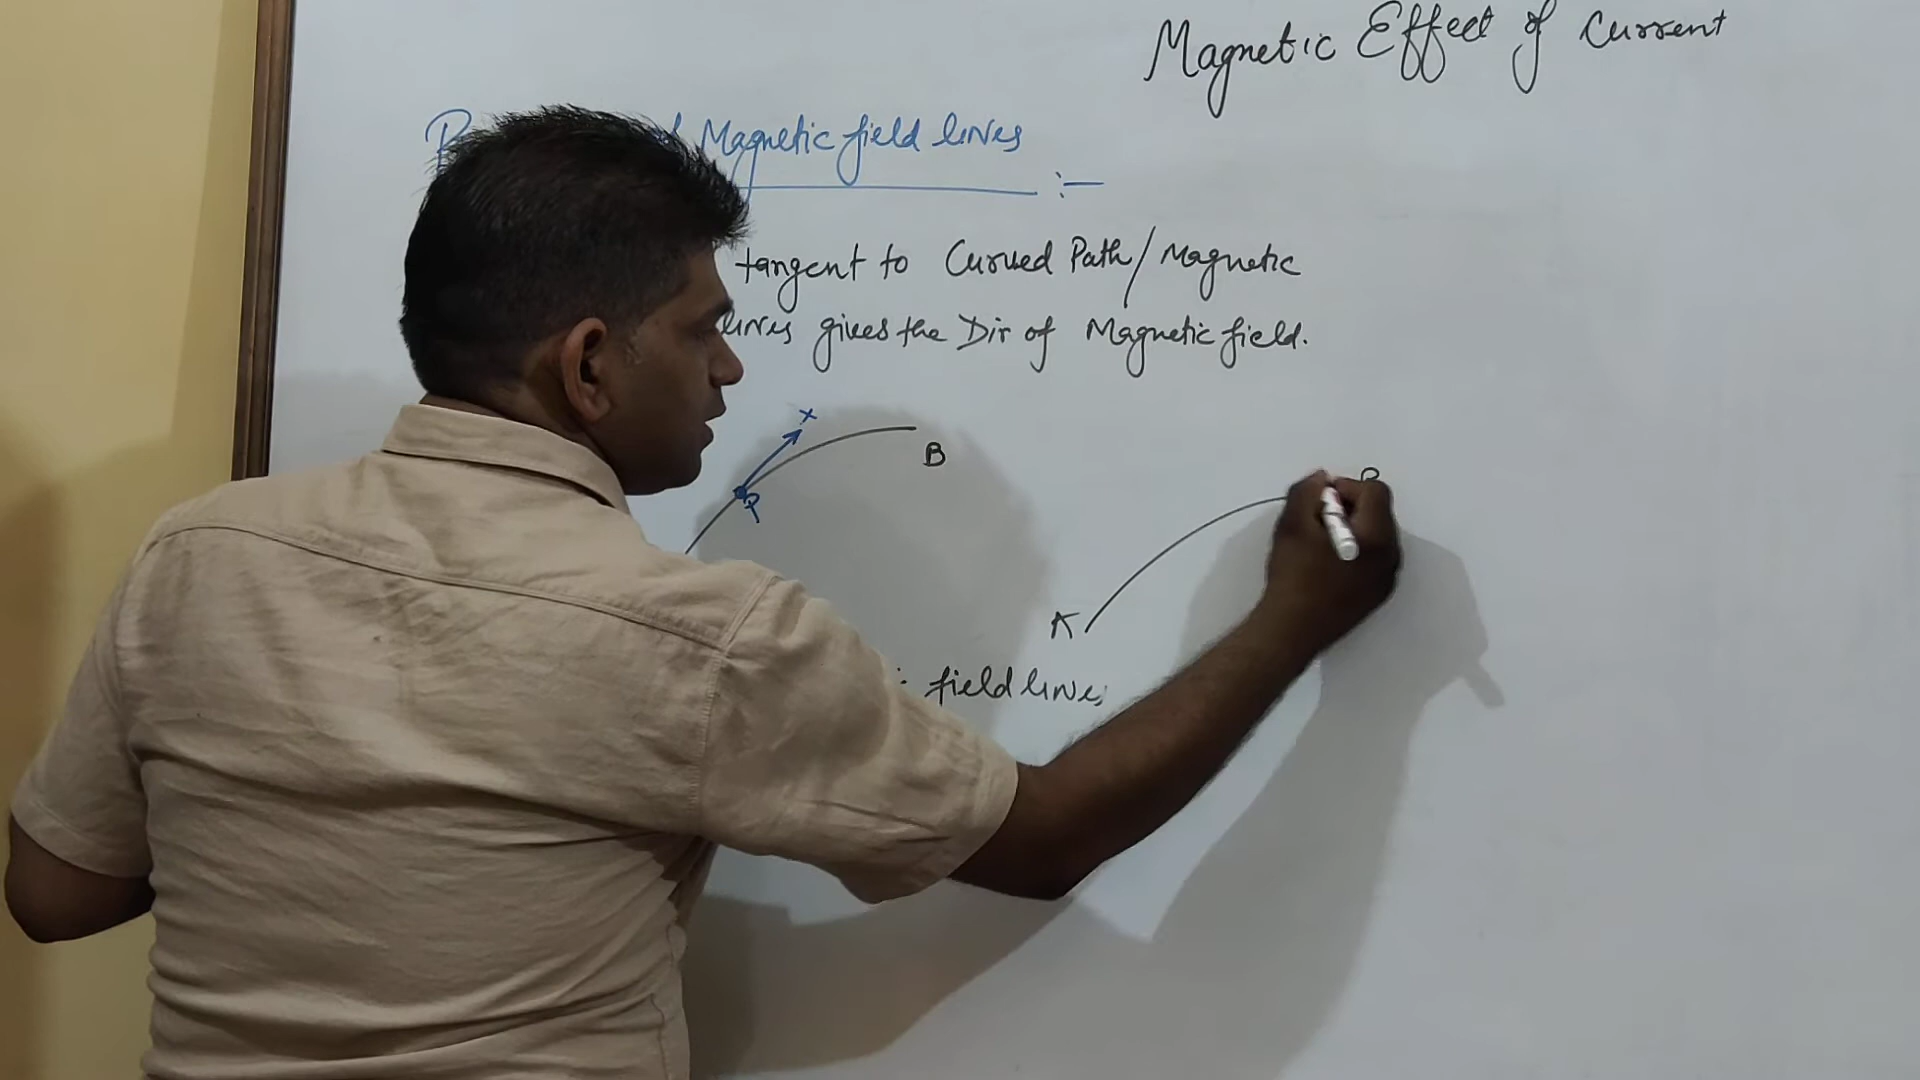 Magnetic Effect of Current
Magnetic field lines :-
tangent to Curved Path/Magnetic
lines gives the Dir of Magnetic field.
x
B
P
A
field lines